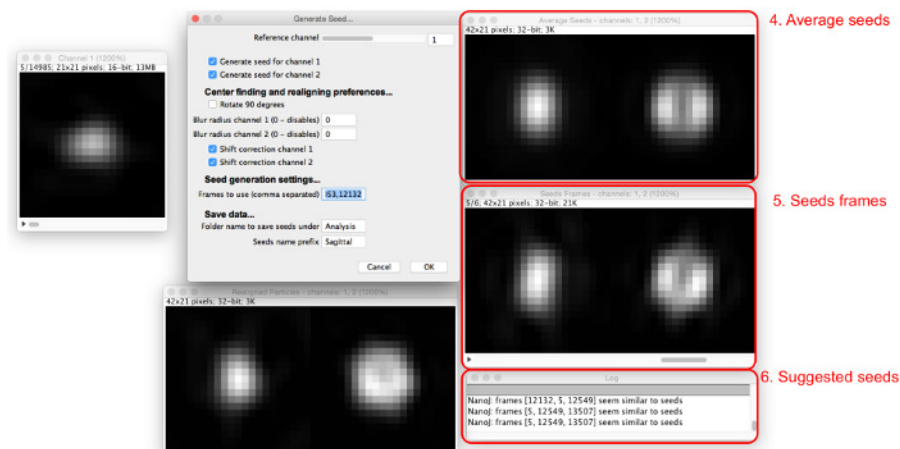 Channel 1 (1200%)
5/14985; 21x21 pixels; 16-bit; 13MB
Generate Seed...
Reference channel 1
Generate seed for channel 1
Generate seed for channel 2
Center finding and realigning preferences...
Rotate 90 degrees
Blur radius channel 1 (0 - disables) 0
Blur radius channel 2 (0 - disables) 0
Shift correction channel 1
Shift correction channel 2
Seed generation settings...
Frames to use (comma separated) 53,12132
Save data...
Folder name to save seeds under Analysis
Seeds name prefix Sagittal
Cancel OK
Realigned Particles - channels: 1, 2 (1200%)
42x21 pixels; 32-bit; 3K
Average Seeds - channels: 1, 2 (1200%)
42x21 pixels; 32-bit; 3K
4. Average seeds
Seeds Frames - channels: 1, 2 (1200%)
5/6; 42x21 pixels; 32-bit; 21K
5. Seeds frames
Log
NanoJ: frames [12132, 5, 12549] seem similar to seeds
NanoJ: frames [5, 12549, 13507] seem similar to seeds
NanoJ: frames [5, 12549, 13507] seem similar to seeds
6. Suggested seeds